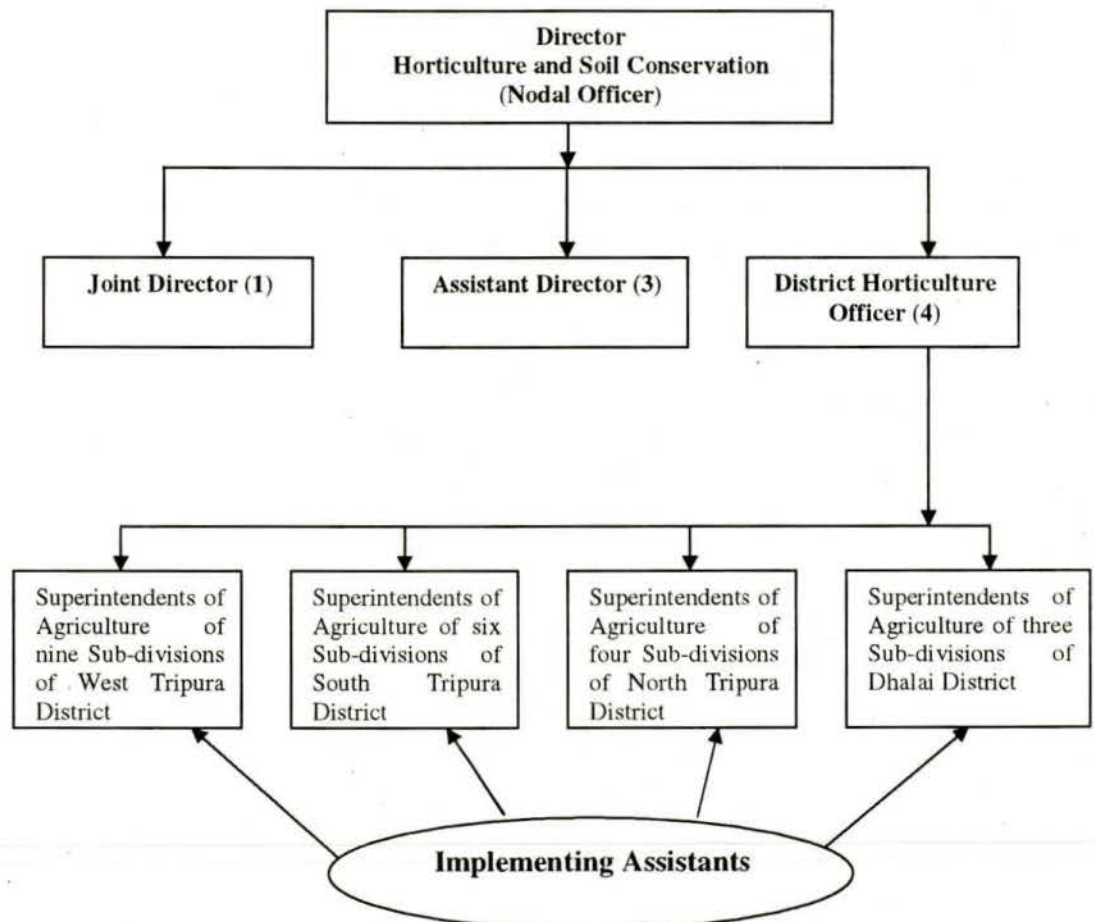 Director
Horticulture and Soil Conservation
(Nodal Officer)
Joint Director (1)
Assistant Director (3)
District Horticulture
Officer (4)
Superintendents of
Agriculture of
nine Sub-divisions
of West Tripura
District
Superintendents of
Agriculture of six
Sub-divisions of
South Tripura
District
Superintendents of
Agriculture of
four Sub-divisions
of North Tripura
District
Superintendents of
Agriculture of three
Sub-divisions of
Dhalai District
Implementing Assistants